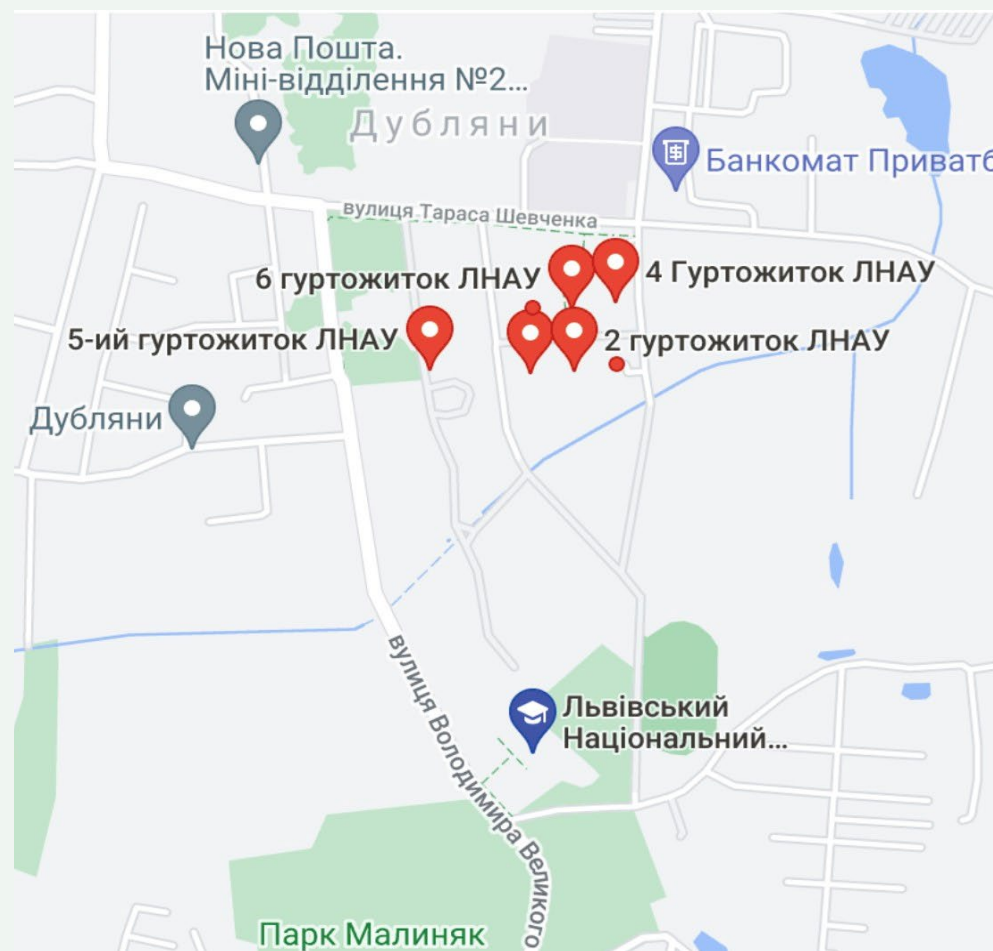 Нова Пошта.
Міні-відділення №2...
Дубляни
Банкомат Приватб
вулиця Тараса Шевченка
6 гуртожиток ЛНАУ
4 Гуртожиток ЛНАУ
5-ий гуртожиток ЛНАУ
2 гуртожиток ЛНАУ
Дубляни
вулиця Володимира Великого
Львівський
Національний...
Парк Малиняк